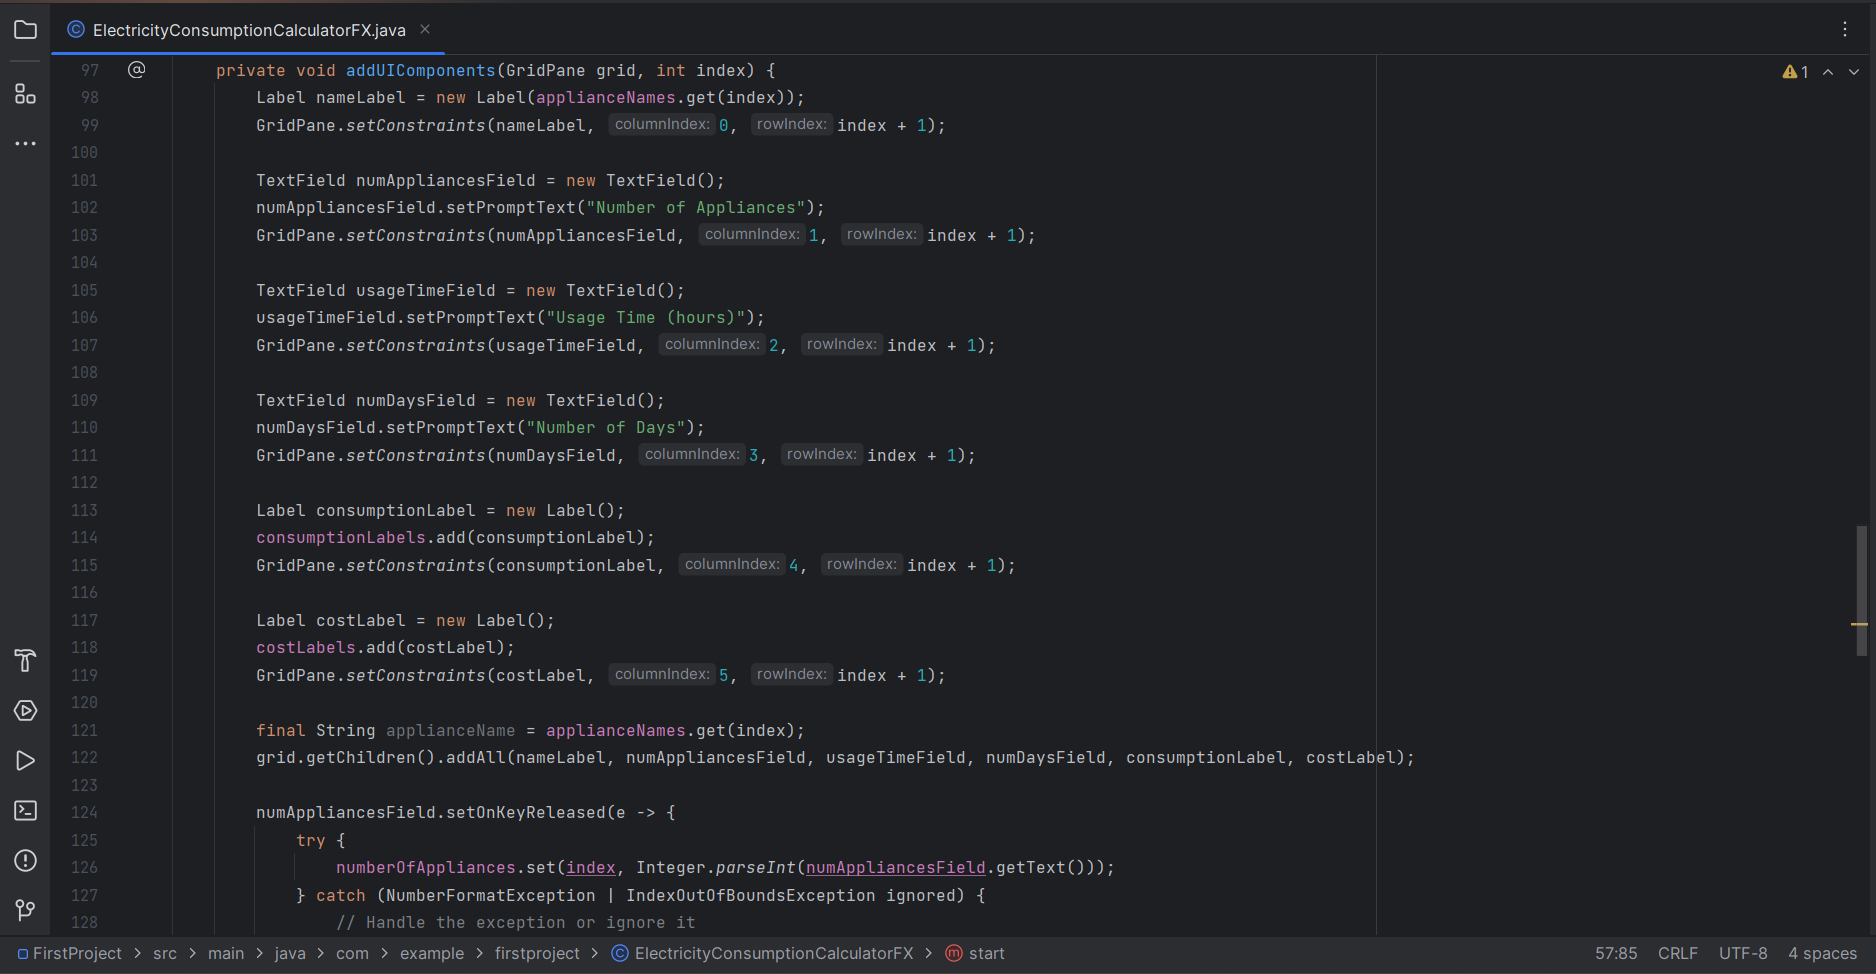 ElectricityConsumptionCalculatorFX.java
97 private void addUIComponents(GridPane grid, int index) { 1
98 Label nameLabel = new Label(applianceNames.get(index));
99 GridPane.setConstraints(nameLabel, columnIndex: 0, rowIndex: index + 1);
100
101 TextField numAppliancesField = new TextField();
102 numAppliancesField.setPromptText("Number of Appliances");
103 GridPane.setConstraints(numAppliancesField, columnIndex: 1, rowIndex: index + 1);
104
105 TextField usageTimeField = new TextField();
106 usageTimeField.setPromptText("Usage Time (hours)");
107 GridPane.setConstraints(usageTimeField, columnIndex: 2, rowIndex: index + 1);
108
109 TextField numDaysField = new TextField();
110 numDaysField.setPromptText("Number of Days");
111 GridPane.setConstraints(numDaysField, columnIndex: 3, rowIndex: index + 1);
112
113 Label consumptionLabel = new Label();
114 consumptionLabels.add(consumptionLabel);
115 GridPane.setConstraints(consumptionLabel, columnIndex: 4, rowIndex: index + 1);
116
117 Label costLabel = new Label();
118 costLabels.add(costLabel);
119 GridPane.setConstraints(costLabel, columnIndex: 5, rowIndex: index + 1);
120
121 final String applianceName = applianceNames.get(index);
122 grid.getChildren().addAll(nameLabel, numAppliancesField, usageTimeField, numDaysField, consumptionLabel, costLabel);
123
124 numAppliancesField.setOnKeyReleased(e -> {
125 try {
126 numberOfAppliances.set(index, Integer.parseInt(numAppliancesField.getText()));
127 } catch (NumberFormatException | IndexOutOfBoundsException ignored) {
128 // Handle the exception or ignore it
FirstProject > src > main > java > com > example > firstproject > ElectricityConsumptionCalculatorFX > start 57:85 CRLF UTF-8 4 spaces